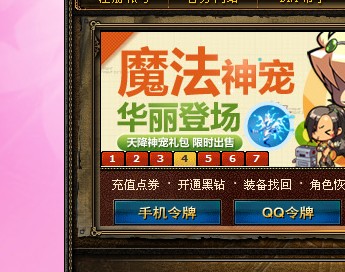 魔法神宠
华丽登场
天降神宠礼包 限时出售
1 2 3 4 5 6 7
充值点券 · 开通黑钻 · 装备找回 · 角色恢
手机令牌 QQ令牌